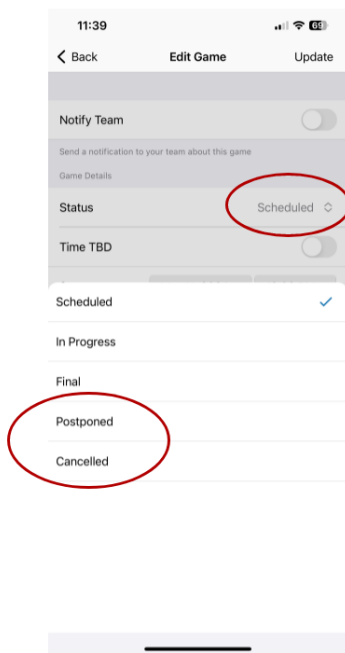 11:39
69
Back Edit Game Update
Notify Team
Send a notification to your team about this game
Game Details
Status Scheduled
Time TBD
Scheduled
In Progress
Final
Postponed
Cancelled